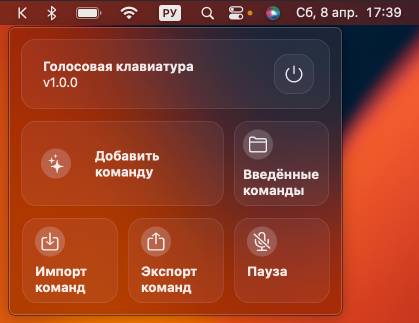 РУ Сб, 8 апр. 17:39
Голосовая клавиатура
v1.0.0
Добавить
команду
Введённые
команды
Импорт
команд
Экспорт
команд
Пауза